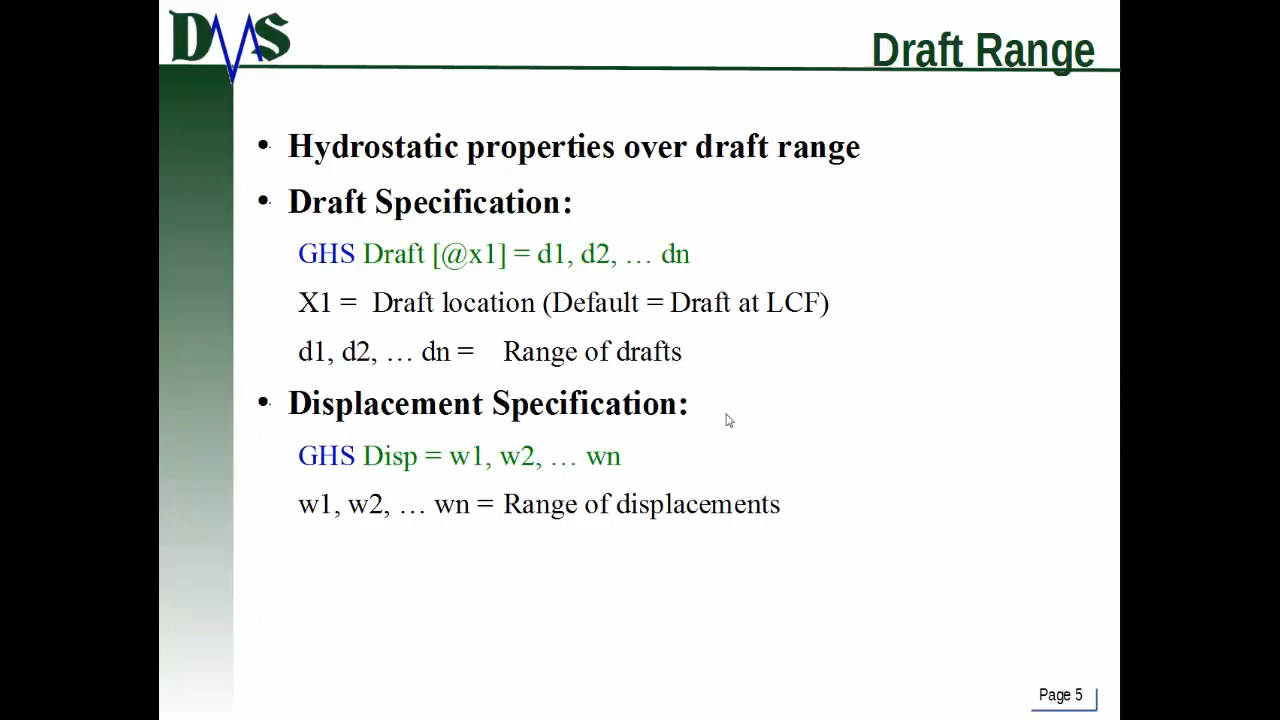 DMS
Draft Range
• Hydrostatic properties over draft range
• Draft Specification:
GHS Draft [@x1] = d1, d2, … dn
X1 = Draft location (Default = Draft at LCF)
d1, d2, … dn = Range of drafts
• Displacement Specification:
GHS Disp = w1, w2, … wn
w1, w2, … wn = Range of displacements
Page 5